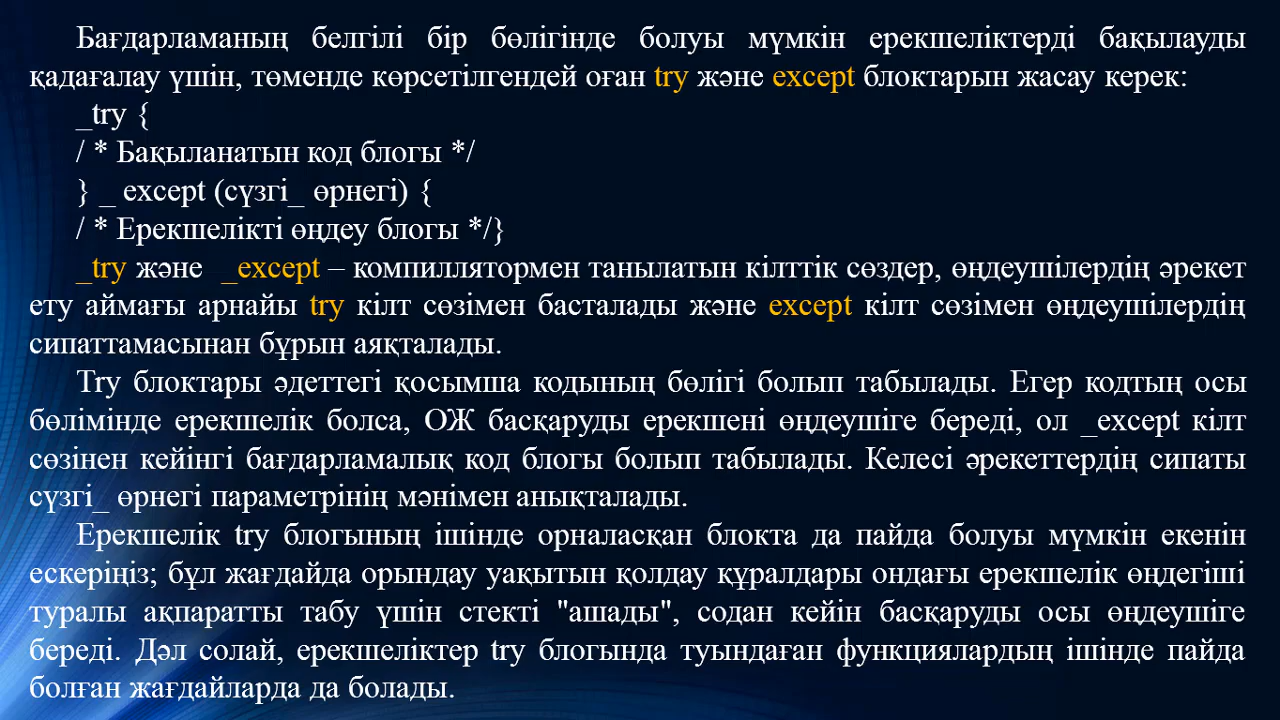 Бағдарламаның белгілі бір бөлігінде болуы мүмкін ерекшеліктерді бақылауды
қадағалау үшін, төменде көрсетілгендей оған try және except блоктарын жасау керек:
_try {
/ * Бақыланатын код блогы */
} _ except (сүзгі_ өрнегі) {
/ * Ерекшелікті өңдеу блогы */}
_try және _except – компиллятормен танылатын кілттік сөздер, өңдеушілердің әрекет
ету аймағы арнайы try кілт сөзімен басталады және except кілт сөзімен өңдеушілердің
сипаттамасынан бұрын аяқталады.
Try блоктары әдеттегі қосымша кодының бөлігі болып табылады. Егер кодтың осы
бөлімінде ерекшелік болса, ОЖ басқаруды ерекшені өңдеушіге береді, ол _except кілт
сөзінен кейінгі бағдарламалық код блогы болып табылады. Келесі әрекеттердің сипаты
сүзгі_ өрнегі параметрінің мәнімен анықталады.
Ерекшелік try блогының ішінде орналасқан блокта да пайда болуы мүмкін екенін
ескеріңіз; бұл жағдайда орындау уақытын қолдау құралдары ондағы ерекшелік өңдегіші
туралы ақпаратты табу үшін стекті "ашады", содан кейін басқаруды осы өңдеушіге
береді. Дәл солай, ерекшеліктер try блогында туындаған функциялардың ішінде пайда
болған жағдайларда да болады.